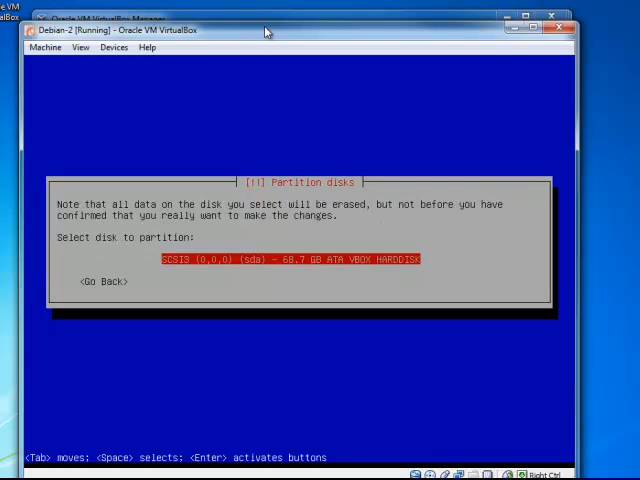 le VM
alBox
Oracle VM VirtualBox Manager
Debian-2 [Running] - Oracle VM VirtualBox
Machine View Devices Help
[!!] Partition disks
Note that all data on the disk you select will be erased, but not before you have
confirmed that you really want to make the changes.
Select disk to partition:
SCSI3 (0,0,0) (sda) - 68.7 GB ATA VBOX HARDDISK
<Go Back>
<Tab> moves; <Space> selects; <Enter> activates buttons
Right Ctrl